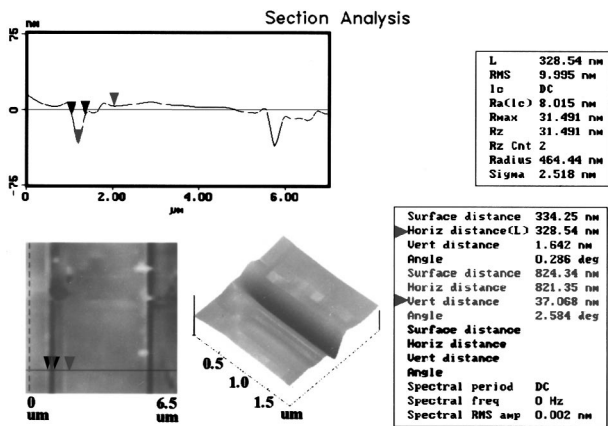 Section Analysis
nm
75
0
-75
0
2.00
4.00
6.00
µm
L 328.54 nm
RMS 9.995 nm
lc DC
Ra(lc) 8.015 nm
Rmax 31.491 nm
Rz 31.491 nm
Rz Cnt 2
Radius 464.44 nm
Sigma 2.518 nm
Surface distance 334.25 nm
Horiz distance(L) 328.54 nm
Vert distance 1.642 nm
Angle 0.286 deg
Surface distance 824.34 nm
Horiz distance 821.35 nm
Vert distance 37.068 nm
Angle 2.584 deg
Surface distance
Horiz distance
Vert distance
Angle
Spectral period DC
Spectral freq 0 Hz
Spectral RMS amp 0.002 nm
0
um
6.5
um
0.5
1.0
1.5
um